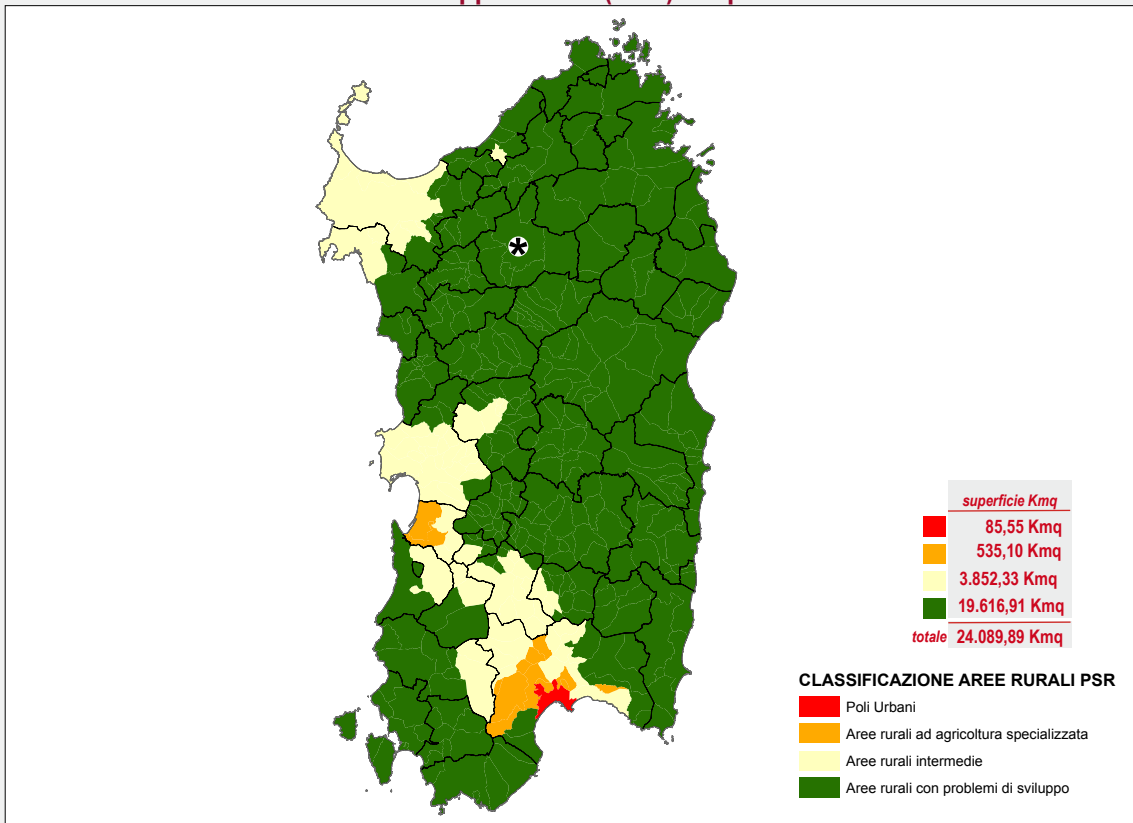 superficie Kmq
85,55 Kmq
535,10 Kmq
3.852,33 Kmq
19.616,91 Kmq
totale 24.089,89 Kmq
CLASSIFICAZIONE AREE RURALI PSR
Poli Urbani
Aree rurali ad agricoltura specializzata
Aree rurali intermedie
Aree rurali con problemi di sviluppo